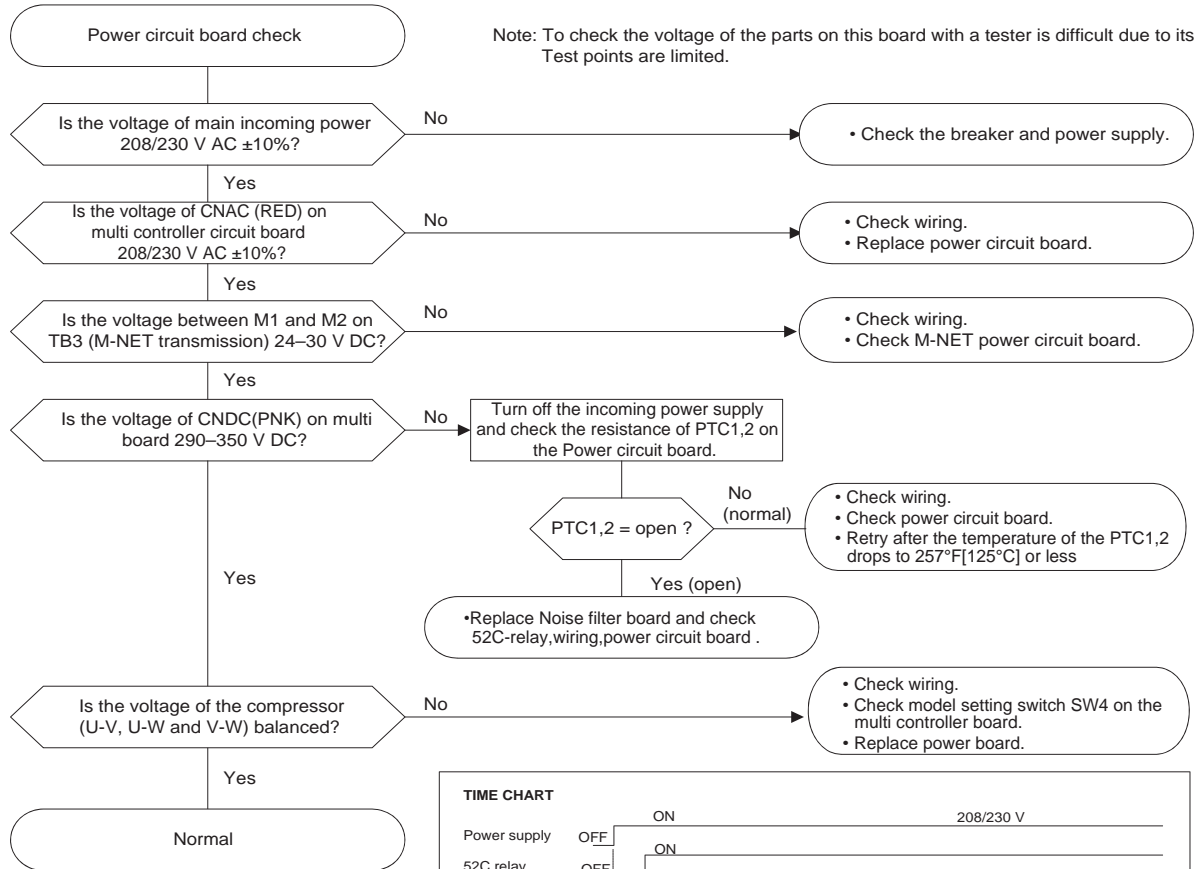 Power circuit board check
Note: To check the voltage of the parts on this board with a tester is difficult due to its
Test points are limited.
Is the voltage of main incoming power
208/230 V AC ±10%?
No
• Check the breaker and power supply.
Yes
Is the voltage of CNAC (RED) on
multi controller circuit board
208/230 V AC ±10%?
No
• Check wiring.
• Replace power circuit board.
Yes
Is the voltage between M1 and M2 on
TB3 (M-NET transmission) 24–30 V DC?
No
• Check wiring.
• Check M-NET power circuit board.
Yes
Is the voltage of CNDC(PNK) on multi
board 290–350 V DC?
No
Turn off the incoming power supply
and check the resistance of PTC1,2 on
the Power circuit board.
PTC1,2 = open ?
No
(normal)
• Check wiring.
• Check power circuit board.
• Retry after the temperature of the PTC1,2
drops to 257°F[125°C] or less
Yes (open)
•Replace Noise filter board and check
52C-relay,wiring,power circuit board .
Yes
Is the voltage of the compressor
(U-V, U-W and V-W) balanced?
No
• Check wiring.
• Check model setting switch SW4 on the
multi controller board.
• Replace power board.
Yes
Normal
TIME CHART
Power supply OFF ON 208/230 V
52C relay OFF ON